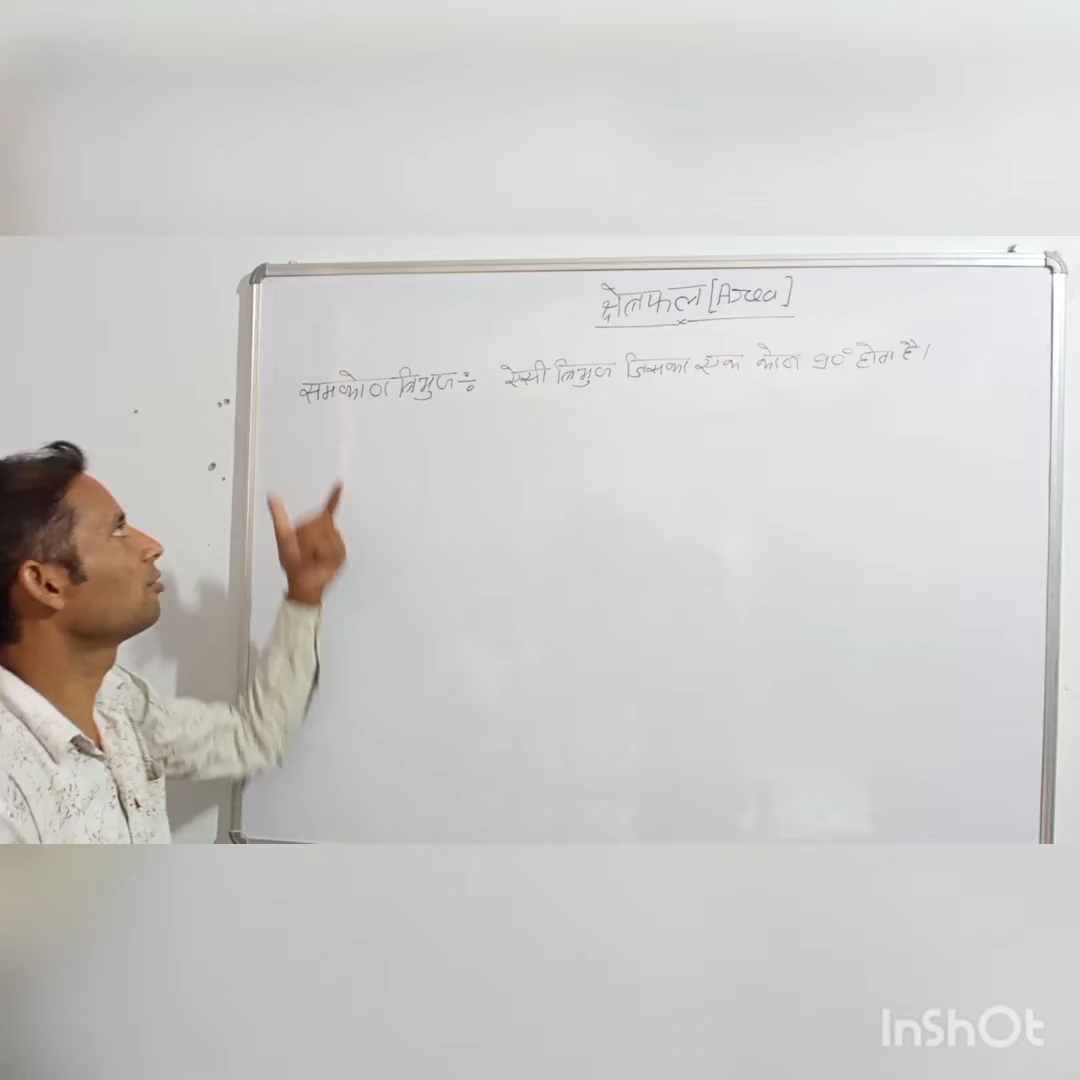 क्षेत्रफल [Area]
समकोण त्रिभुज÷ ऐसी त्रिभुज जिसका एक कोण 90° होता है।
InShOt